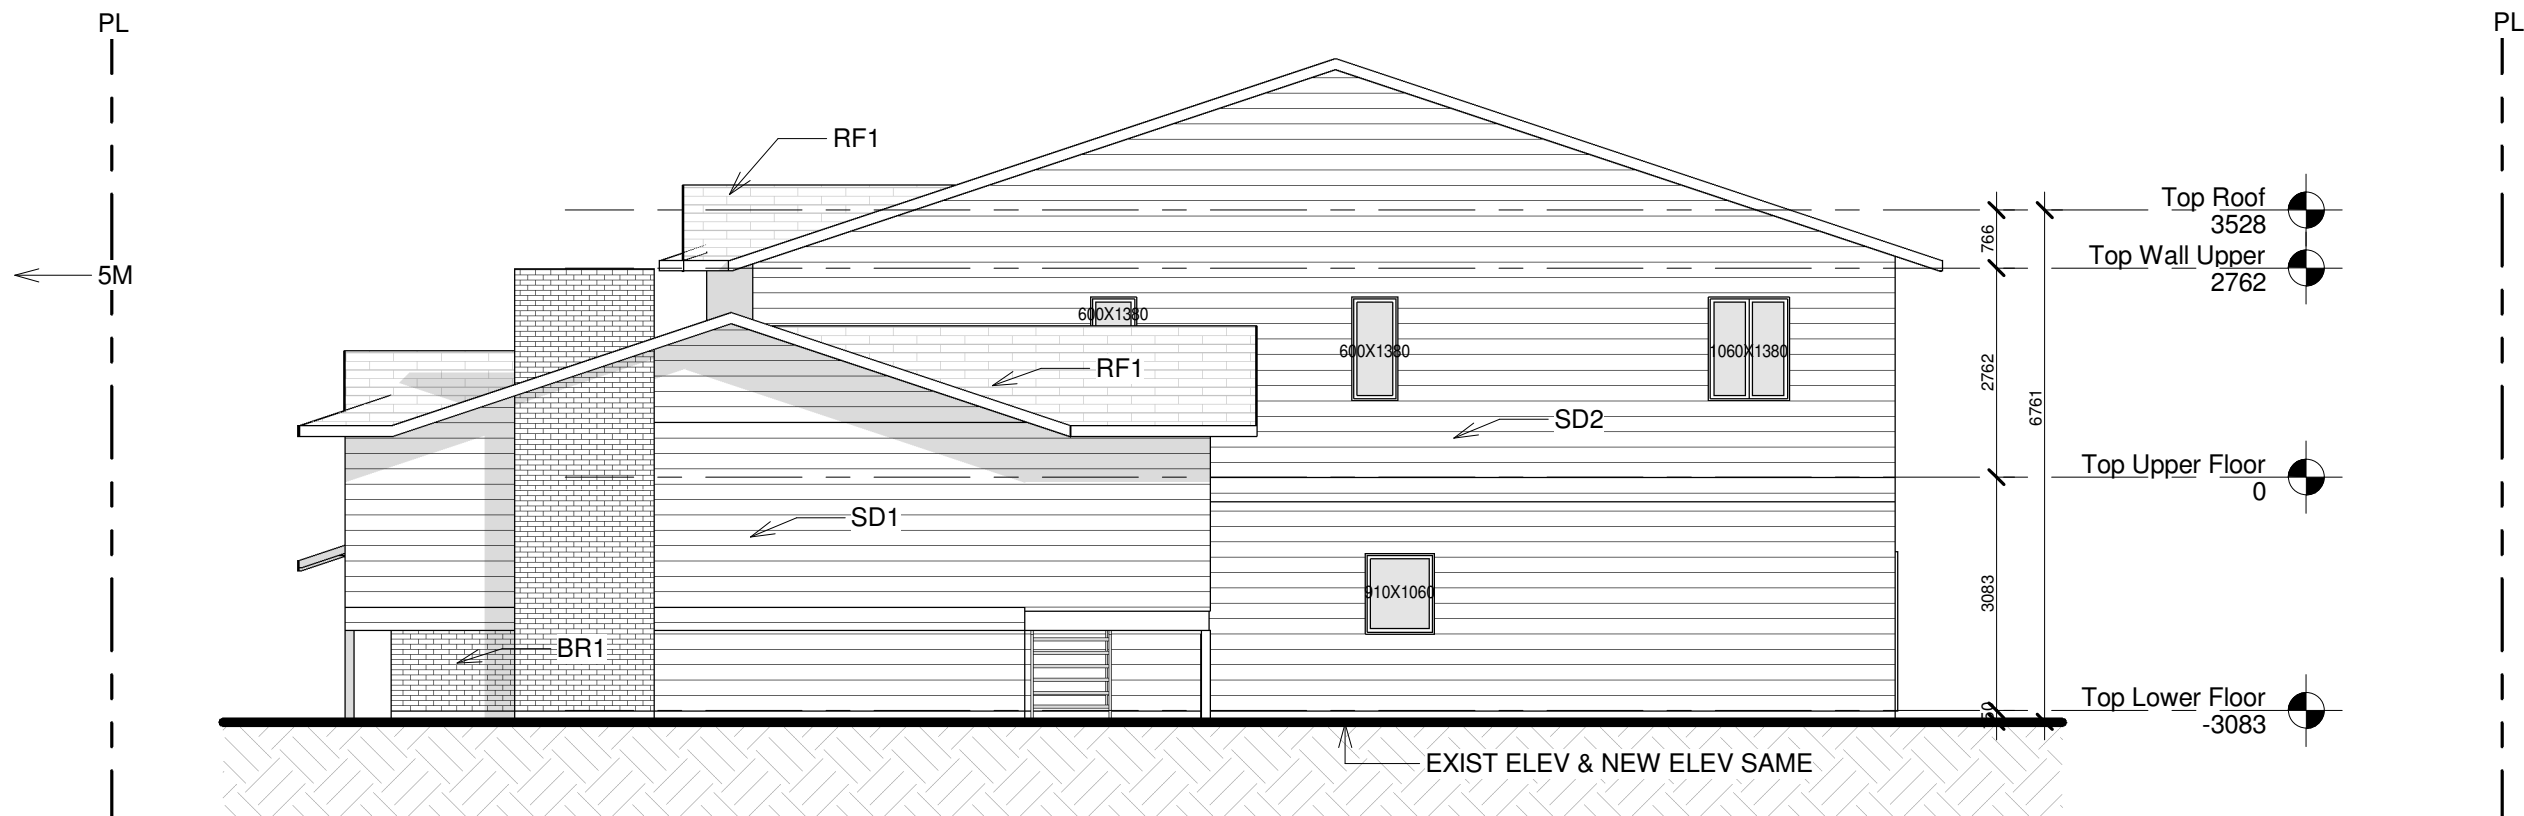 PL
PL
RF1
Top Roof
3528
766
Top Wall Upper
2762
5M
600X1380
600X1380
1060X1380
RF1
2762
6761
SD2
Top Upper Floor
0
SD1
910X1060
3083
BR1
Top Lower Floor
-3083
EXIST ELEV & NEW ELEV SAME